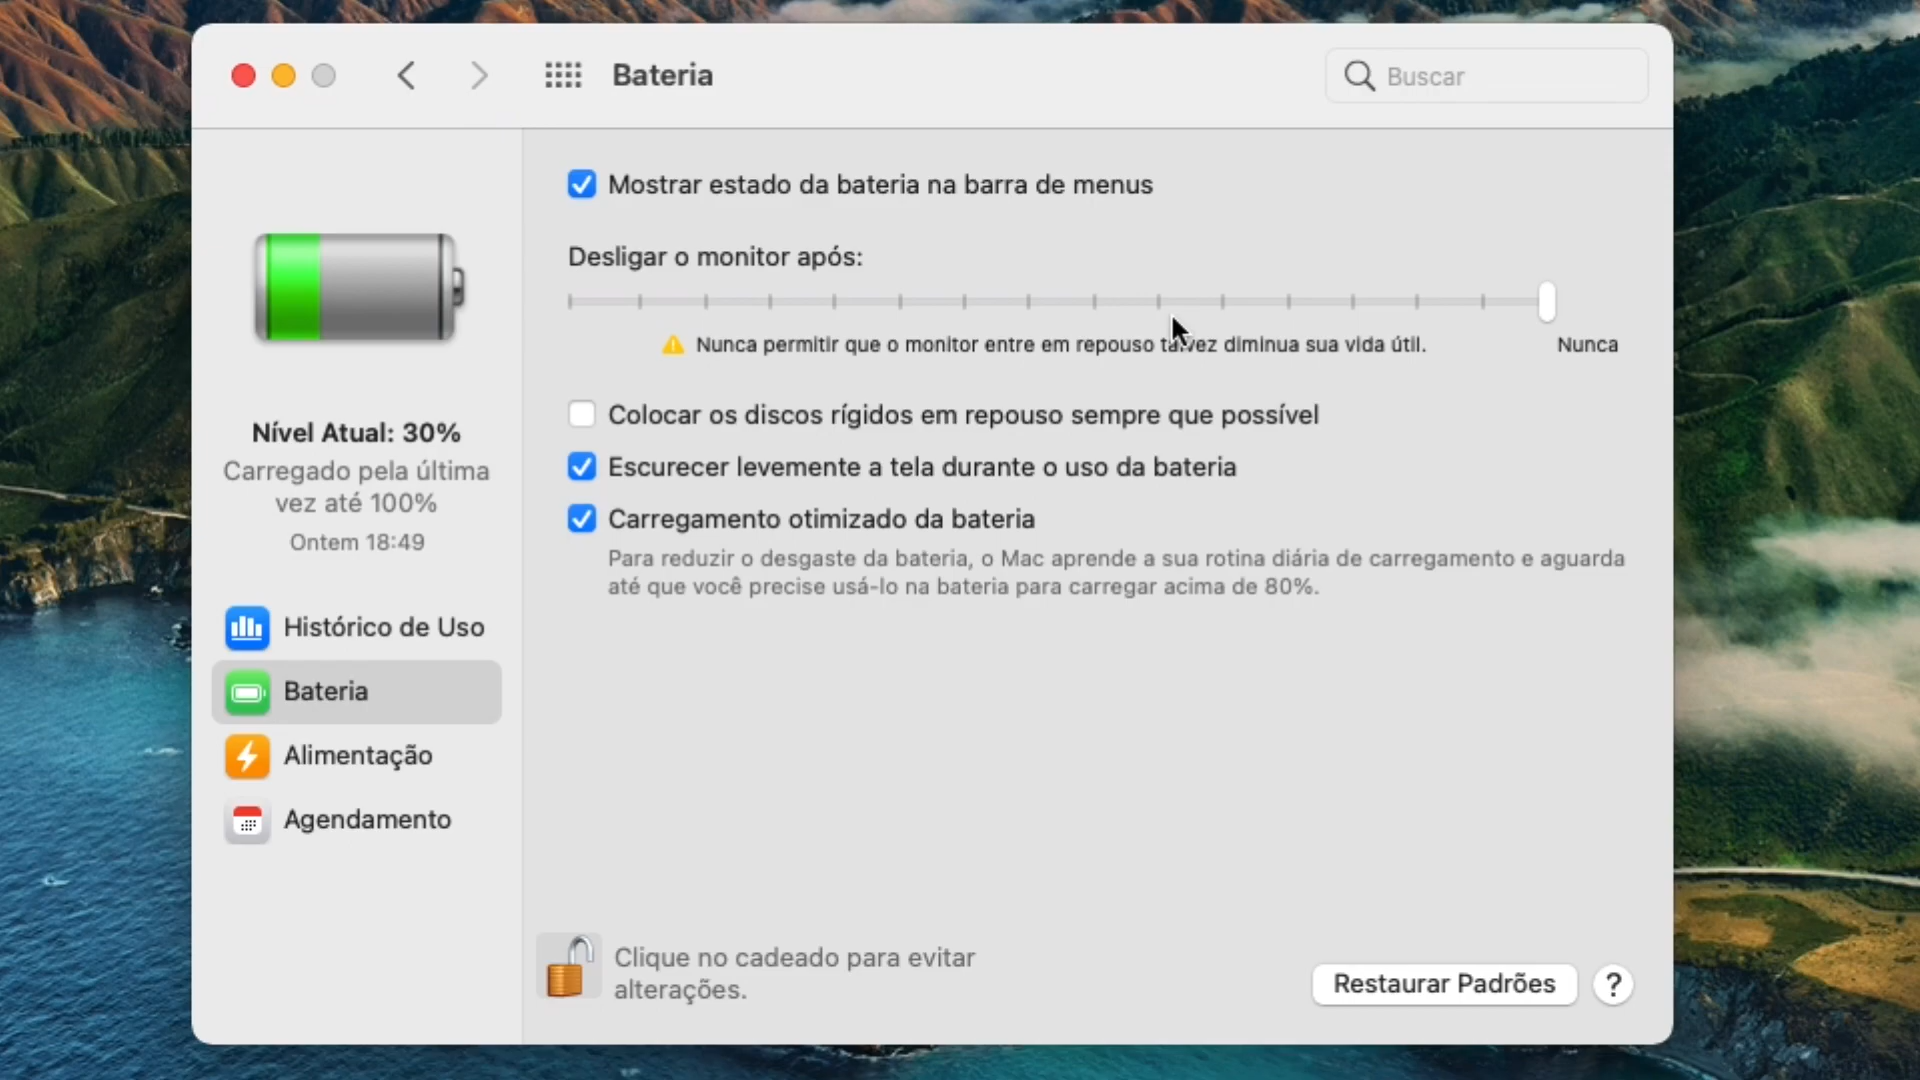 Bateria
Buscar
Mostrar estado da bateria na barra de menus
Desligar o monitor após:
Nunca permitir que o monitor entre em repouso talvez diminua sua vida útil.
Nunca
Colocar os discos rígidos em repouso sempre que possível
Escurecer levemente a tela durante o uso da bateria
Carregamento otimizado da bateria
Para reduzir o desgaste da bateria, o Mac aprende a sua rotina diária de carregamento e aguarda
até que você precise usá-lo na bateria para carregar acima de 80%.
Nível Atual: 30%
Carregado pela última
vez até 100%
Ontem 18:49
Histórico de Uso
Bateria
Alimentação
Agendamento
Clique no cadeado para evitar
alterações.
Restaurar Padrões
?